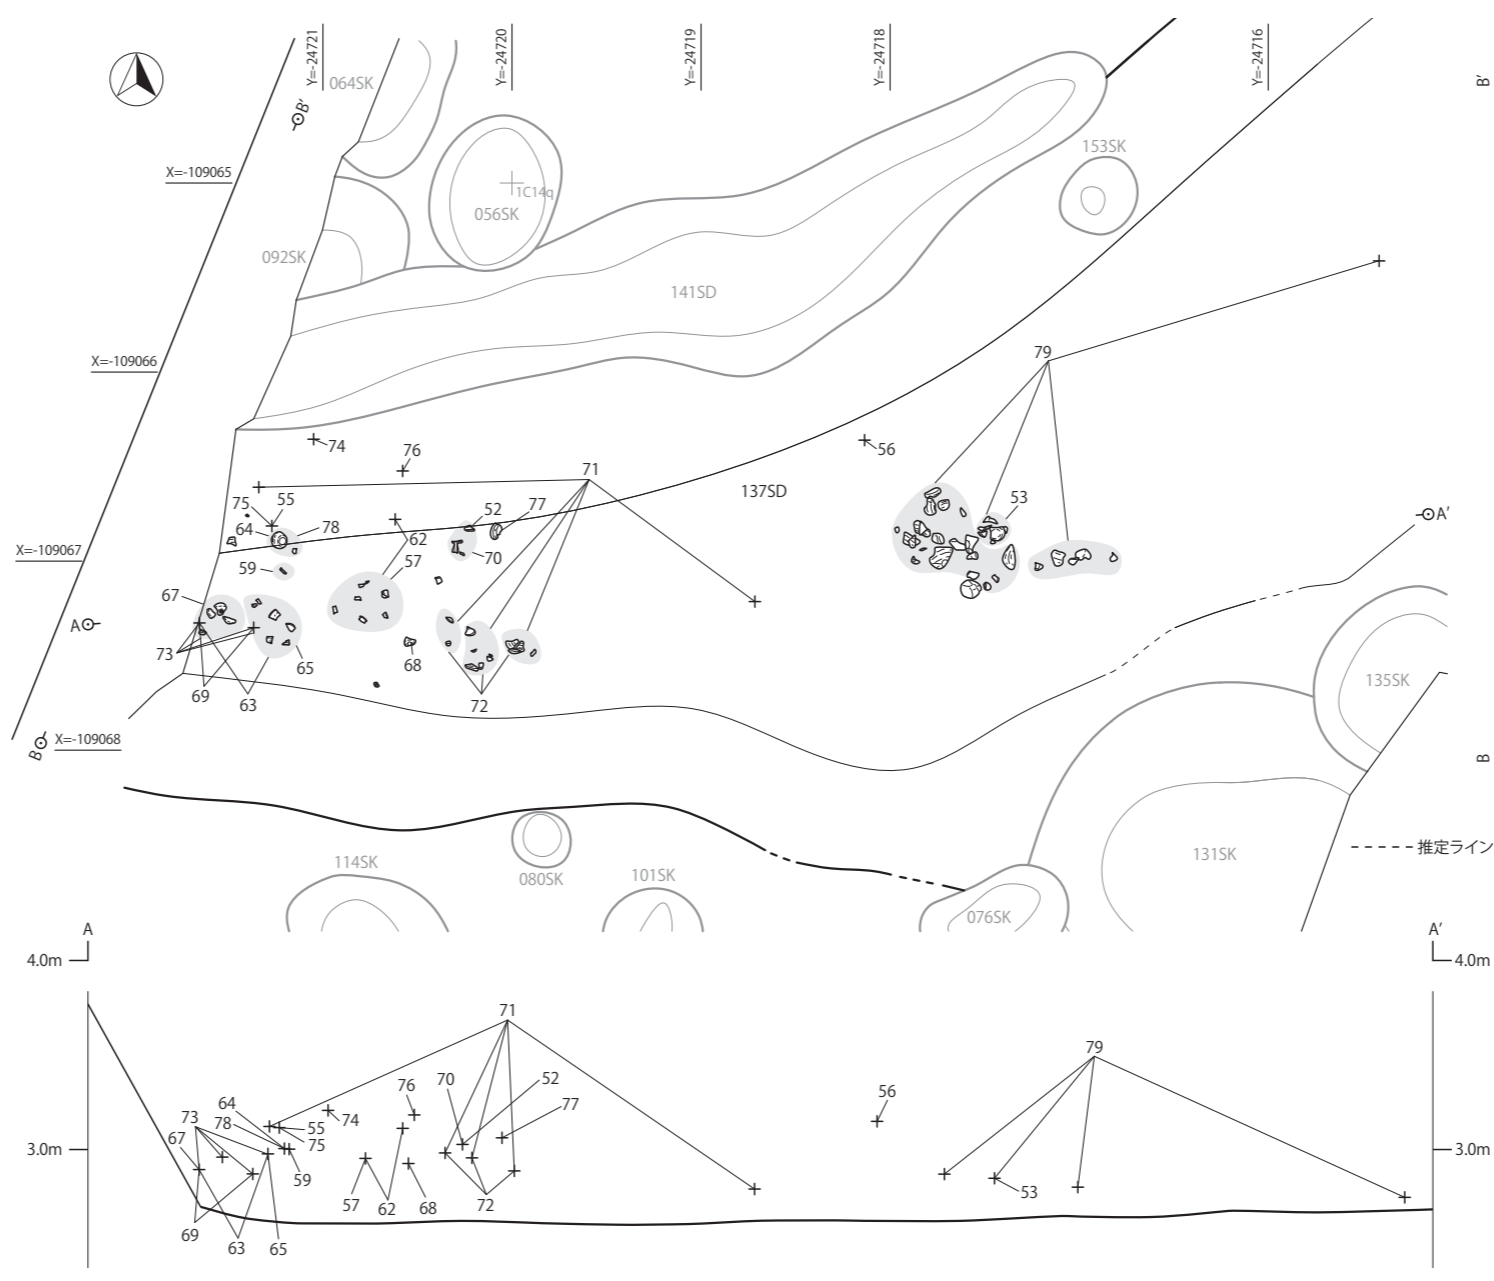 Y=-24721
Y=-24720
Y=-24719
Y=-24718
Y=-24716
B'
064SK
B'
153SK
X=-109065
1C14q
056SK
092SK
141SD
79
X=-109066
74
76
56
71
137SD
75
55
52
77
53
A'
64
78
62
X=-109067
57
70
59
67
A
73
65
68
69
63
72
135SK
B
X=-109068
B
推定ライン
131SK
114SK
080SK
101SK
076SK
A
A'
4.0m
4.0m
71
79
70
52
76
56
64
77
73
78
55
74
67
75
3.0m
3.0m
59
57
62
68
72
53
69
63
65